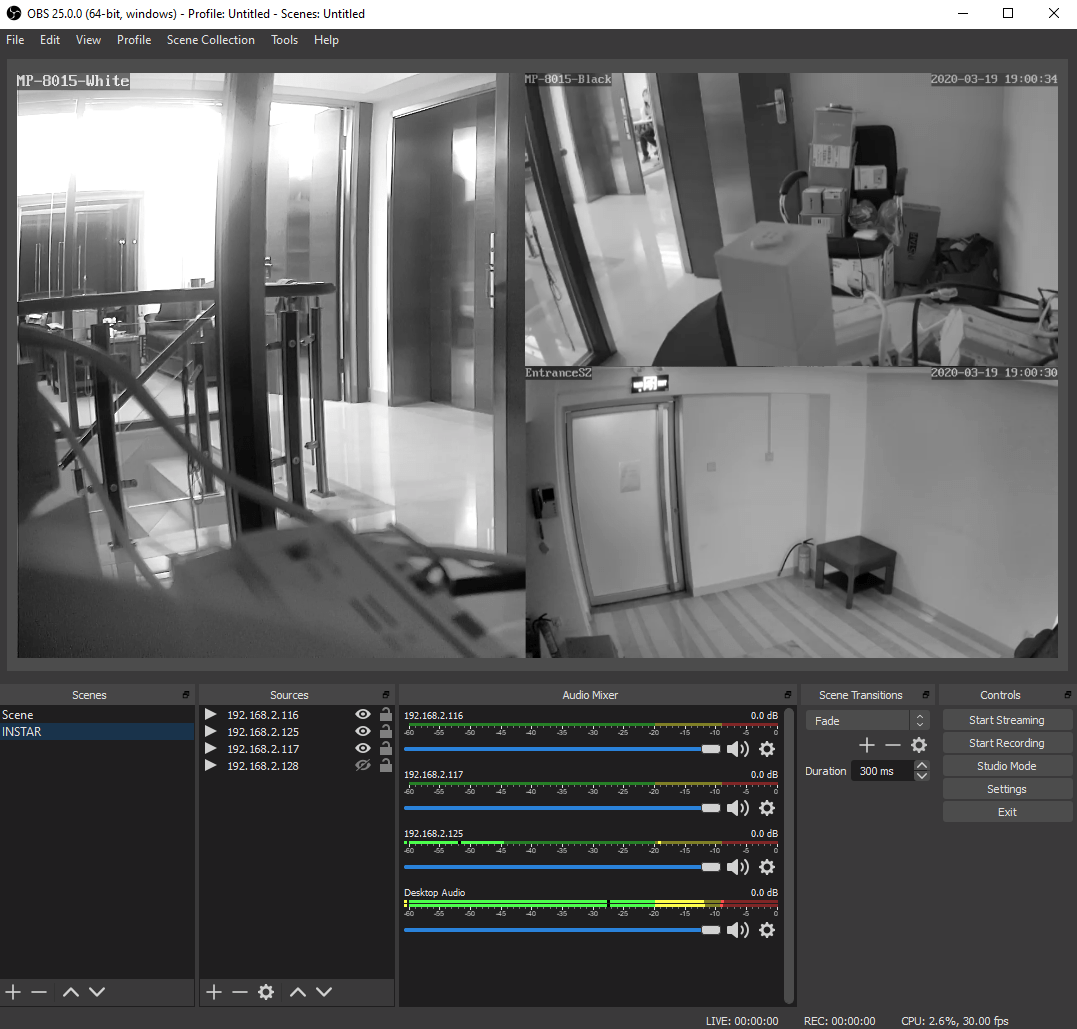 OBS 25.0.0 (64-bit, windows) - Profile: Untitled - Scenes: Untitled
File Edit View Profile Scene Collection Tools Help
MP-8015-White
MP-8015-Black 2020-03-19 19:00:34
EntranceSZ 2020-03-19 19:00:30
Scenes
Scene
INSTAR
Sources
192.168.2.116
192.168.2.125
192.168.2.117
192.168.2.128
Audio Mixer
192.168.2.116 0.0 dB
-60 -55 -50 -45 -40 -35 -30 -25 -20 -15 -10 -5 0
192.168.2.117 0.0 dB
-60 -55 -50 -45 -40 -35 -30 -25 -20 -15 -10 -5 0
192.168.2.125 0.0 dB
-60 -55 -50 -45 -40 -35 -30 -25 -20 -15 -10 -5 0
Desktop Audio 0.0 dB
-60 -55 -50 -45 -40 -35 -30 -25 -20 -15 -10 -5 0
Scene Transitions
Fade
Duration 300 ms
Controls
Start Streaming
Start Recording
Studio Mode
Settings
Exit
LIVE: 00:00:00 REC: 00:00:00 CPU: 2.6%, 30.00 fps